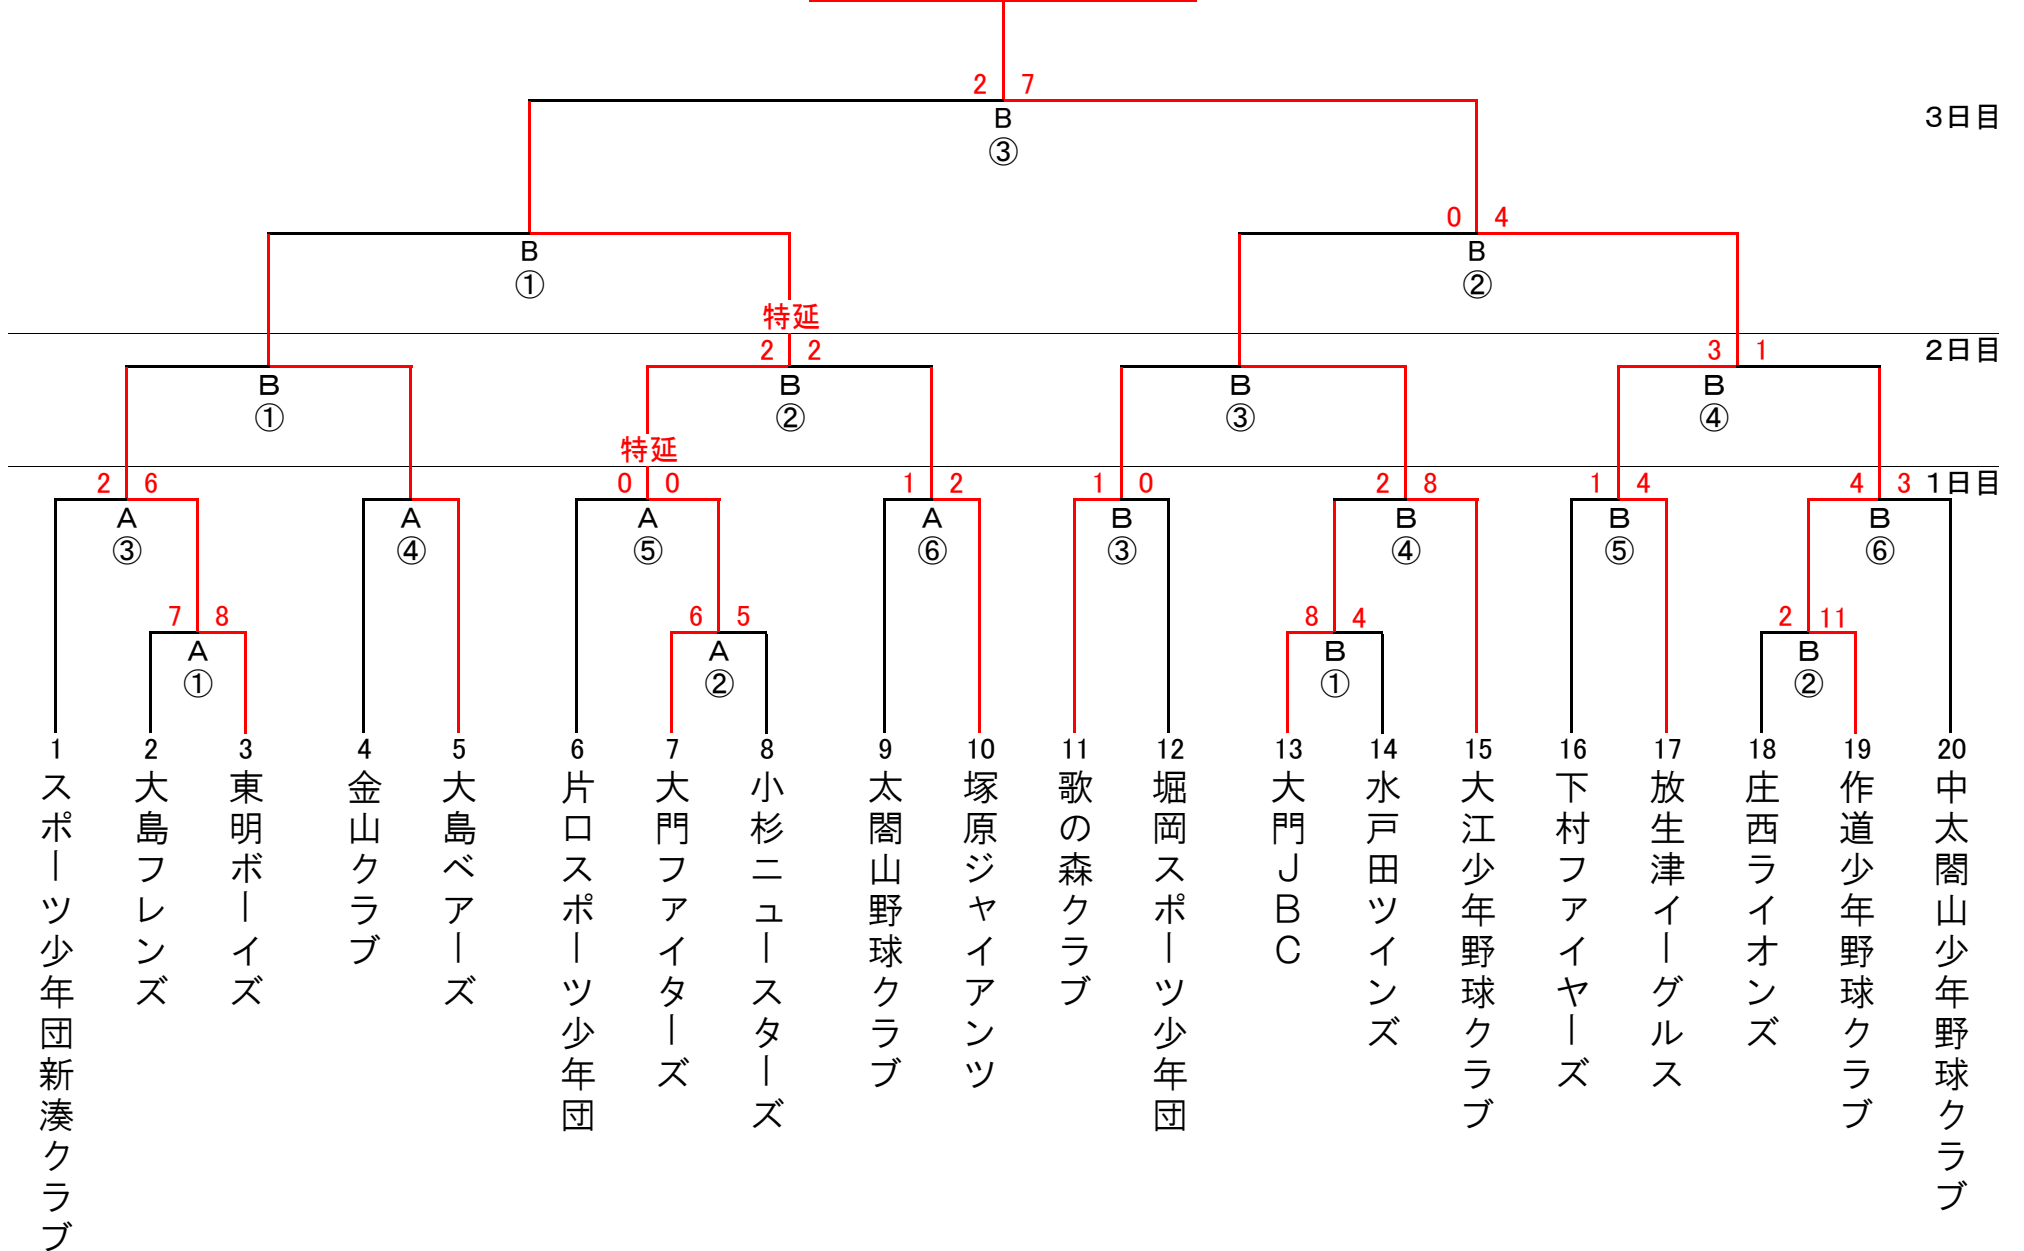 2 7
B
③
3日目
0 4
B
①
B
②
特延
2 2
3 1
2日目
B
①
B
②
B
③
B
④
特延
2 6
0 0
1 2
1 0
2 8
1 4
4 3
1日目
A
③
A
④
A
⑤
A
⑥
B
③
B
④
B
⑤
B
⑥
7 8
6 5
8 4
2 11
A
①
A
②
B
①
B
②
1
スポーツ少年団新湊クラブ
2
大島フレンズ
3
東明ボーイズ
4
金山クラブ
5
大島ベアーズ
6
片口スポーツ少年団
7
大門ファイターズ
8
小杉ニュースターズ
9
太閤山野球クラブ
10
塚原ジャイアンツ
11
歌の森クラブ
12
堀岡スポーツ少年団
13
大門JBC
14
水戸田ツインズ
15
大江少年野球クラブ
16
下村ファイヤーズ
17
放生津イーグルス
18
庄西ライオンズ
19
作道少年野球クラブ
20
中太閤山少年野球クラブ